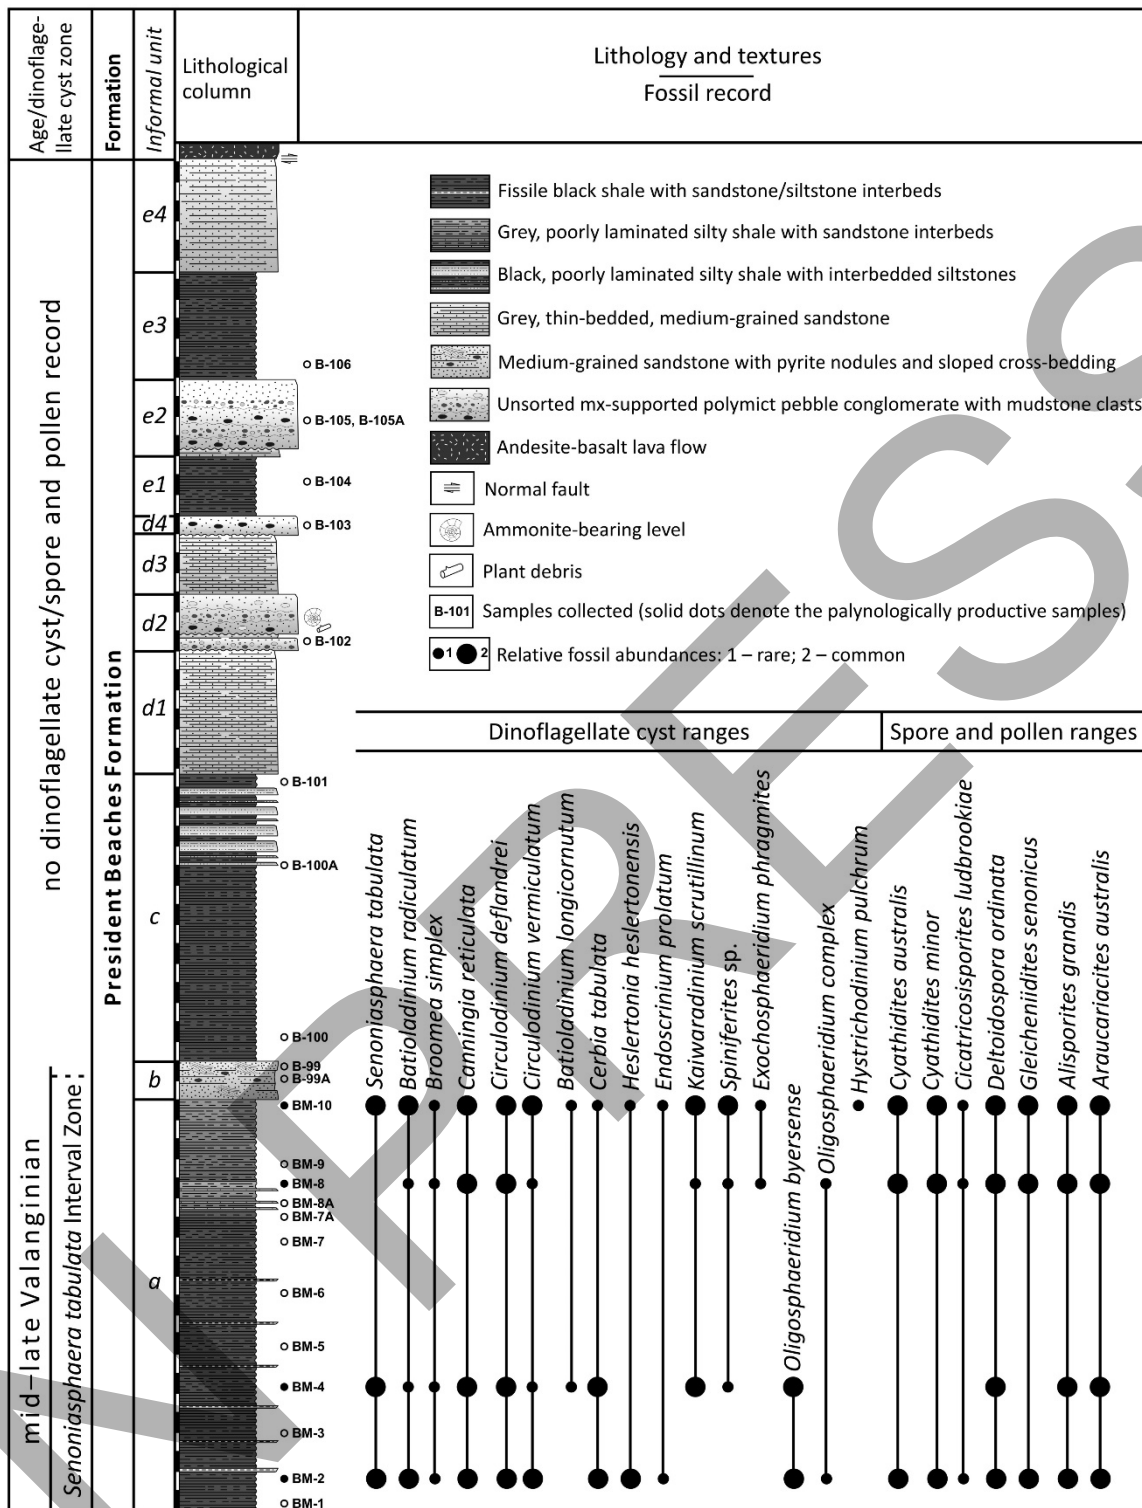 Age/dinoflage-
llate cyst zone
Formation
Informal unit
Lithological
column
Lithology and textures
Fossil record
no dinoflagellate cyst/spore and pollen record
mid–late Valanginian
Senoniasphaera tabulata Interval Zone
President Beaches Formation
e4
e3
e2
e1
d4
d3
d2
d1
c
b
a
B-106
B-105, B-105A
B-104
B-103
B-102
B-101
B-100A
B-100
B-99
B-99A
BM-10
BM-9
BM-8
BM-8A
BM-7A
BM-7
BM-6
BM-5
BM-4
BM-3
BM-2
BM-1
Fissile black shale with sandstone/siltstone interbeds
Grey, poorly laminated silty shale with sandstone interbeds
Black, poorly laminated silty shale with interbedded siltstones
Grey, thin-bedded, medium-grained sandstone
Medium-grained sandstone with pyrite nodules and sloped cross-bedding
Unsorted mx-supported polymict pebble conglomerate with mudstone clasts
Andesite-basalt lava flow
Normal fault
Ammonite-bearing level
Plant debris
B-101 Samples collected (solid dots denote the palynologically productive samples)
1 2 Relative fossil abundances: 1 – rare; 2 – common
Dinoflagellate cyst ranges
Spore and pollen ranges
Senoniasphaera tabulata
Batioladinium radiculatum
Broomea simplex
Canningia reticulata
Circulodinium deflandrei
Circulodinium vermiculatum
Batioladinium longicornutum
Cerbia tabulata
Heslertonia heslertonensis
Endoscrinium prolatum
Kaiwaradinium scrutillinum
Spiniferites sp.
Exochosphaeridium phragmites
Oligosphaeridium byersense
Oligosphaeridium complex
Hystrichodinium pulchrum
Cyathidites australis
Cyathidites minor
Cicatricosisporites ludbrookiae
Deltoidospora ordinata
Gleicheniidites senonicus
Alisporites grandis
Araucariacites australis
PRESS